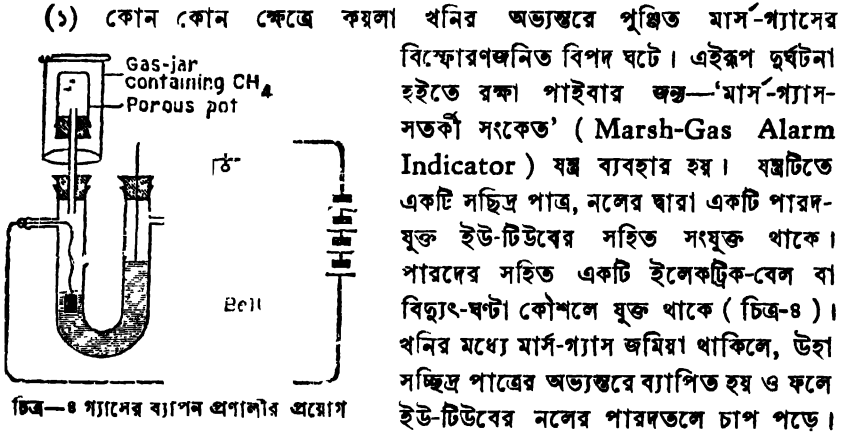 (১) কোন কোন ক্ষেত্রে কয়লা খনির অভ্যন্তরে পুঞ্জিত মার্স-গ্যাসের
বিস্ফোরণজনিত বিপদ ঘটে। এইরূপ দুর্ঘটনা
হইতে রক্ষা পাইবার জন্য—‘মার্স-গ্যাস-
সতর্কী সংকেত’ ( Marsh-Gas Alarm
Indicator ) যন্ত্র ব্যবহার হয়। যন্ত্রটিতে
একটি সছিদ্র পাত্র, নলের দ্বারা একটি পারদ-
যুক্ত ইউ-টিউবের সহিত সংযুক্ত থাকে।
পারদের সহিত একটি ইলেকট্রিক-বেল বা
বিদ্যুৎ-ঘণ্টা কৌশলে যুক্ত থাকে ( চিত্র-৪ )।
খনির মধ্যে মার্স-গ্যাস জমিয়া থাকিলে, উহা
সচ্ছিদ্র পাত্রের অভ্যন্তরে ব্যাপিত হয় ও ফলে
ইউ-টিউবের নলের পারদতলে চাপ পড়ে।
Gas-jar
containing CH4
Porous pot
Bell
চিত্র—৪ গ্যাসের ব্যাপন প্রণালীর প্রয়োগ